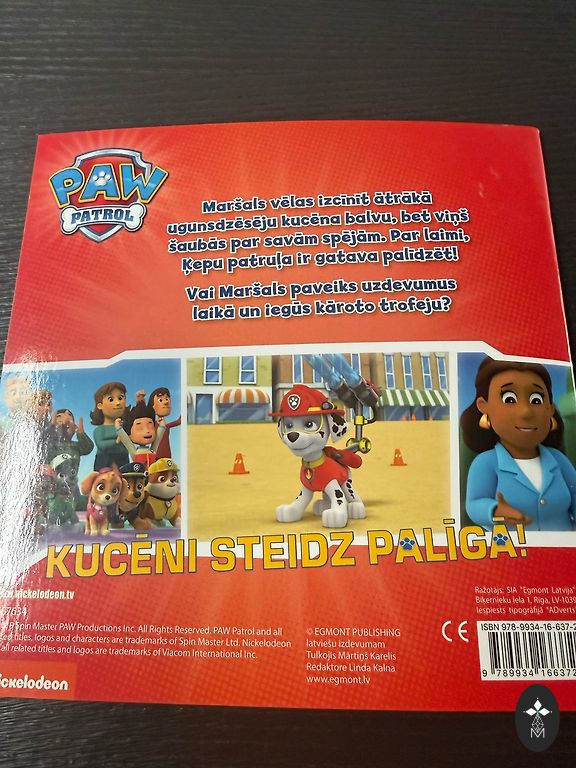 PAW
PATROL
Maršals vēlas izcīnīt ātrākā
ugunsdzēsēju kucēna balvu, bet viņš
šaubās par savām spējām. Par laimi,
Ķepu patruļa ir gatava palīdzēt!
Vai Maršals paveiks uzdevumus
laikā un iegūs kāroto trofeju?
KUCĒNI STEIDZ PALĪGĀ!
nickelodeon.tv
Spin Master PAW Productions Inc. All Rights Reserved. PAW Patrol and all
titles, logos and characters are trademarks of Spin Master Ltd. Nickelodeon
all related titles and logos are trademarks of Viacom International Inc.
nickelodeon
© EGMONT PUBLISHING
latviešu izdevumam
Tulkojis Mārtiņš Karelis
Redaktore Linda Kalna
www.egmont.lv
Ražotājs: SIA "Egmont Latvija"
Biķernieku iela 1, Rīga, LV-1039
Iespiests tipogrāfijā "ADverts
CE
ISBN 978-9934-16-637-2
9 789934 16637
M